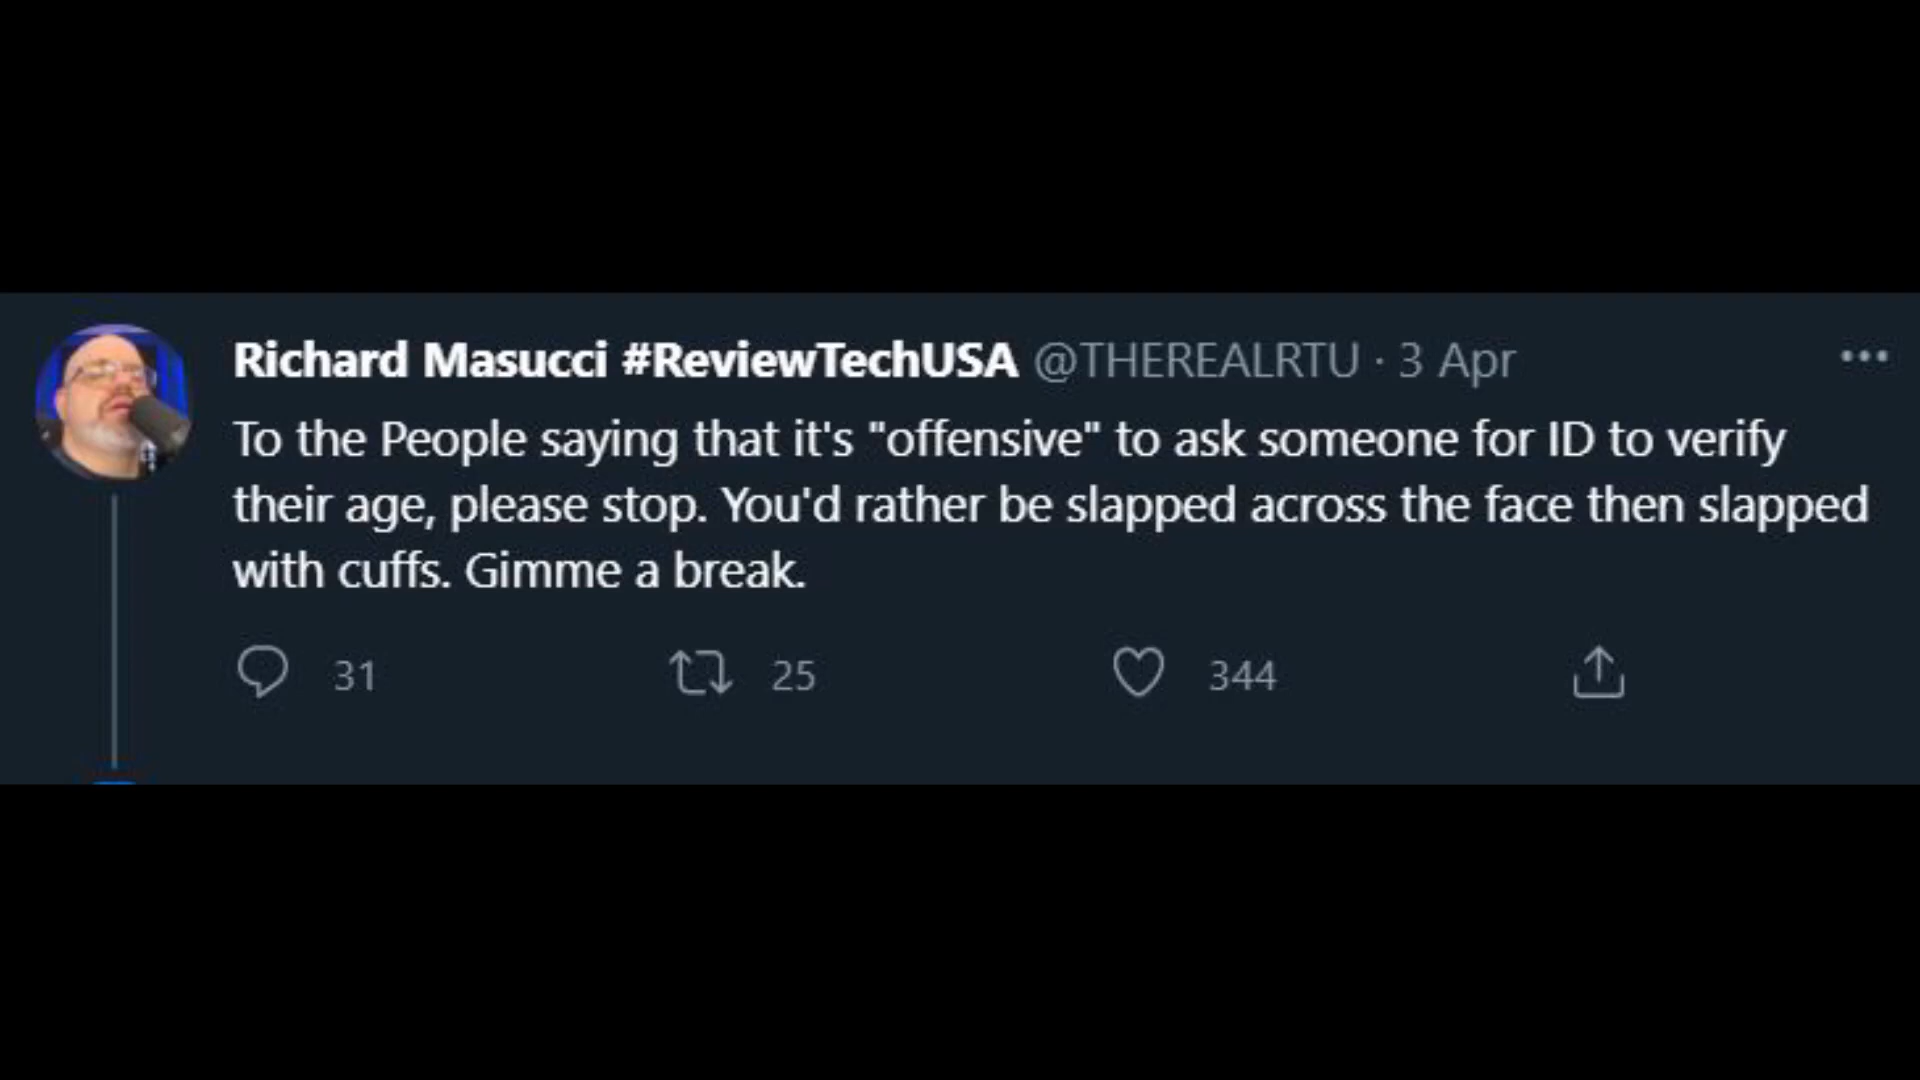 Richard Masucci #ReviewTechUSA @THEREALRTU · 3 Apr
To the People saying that it's "offensive" to ask someone for ID to verify
their age, please stop. You'd rather be slapped across the face then slapped
with cuffs. Gimme a break.
31 25 344